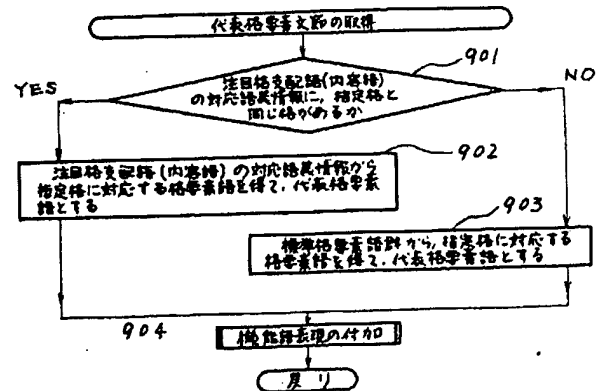 代表格要素文節の取得
901
YES
NO
注目格支配語(内容語)
の対応語義情報に、指定格と
同じ格があるか
902
注目格支配語(内容語)の対応語義情報から
指定格に対応する格要素語を得て、代表格要素
語とする
903
標準格要素語群から、指定格に対応する
格要素語を得て、代表格要素語とする
904
機能語表現の付加
戻り